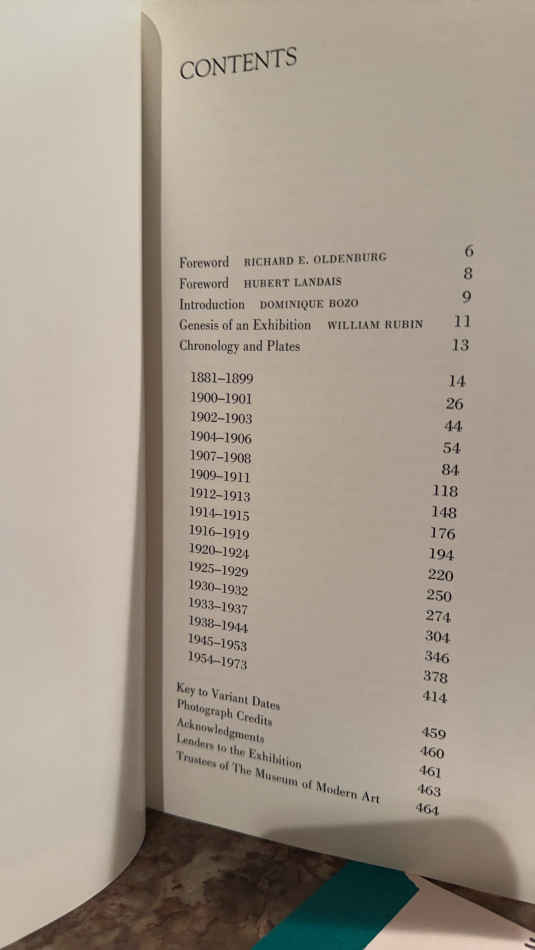 CONTENTS
Foreword RICHARD E. OLDENBURG 6
Foreword HUBERT LANDAIS 8
Introduction DOMINIQUE BOZO 9
Genesis of an Exhibition WILLIAM RUBIN 11
Chronology and Plates 13
1881–1899 14
1900–1901 26
1902–1903 44
1904–1906 54
1907–1908 84
1909–1911 118
1912–1913 148
1914–1915 176
1916–1919 194
1920–1924 220
1925–1929 250
1930–1932 274
1933–1937 304
1938–1944 346
1945–1953 378
1954–1973 414
Key to Variant Dates 459
Photograph Credits 460
Acknowledgments 461
Lenders to the Exhibition 463
Trustees of The Museum of Modern Art 464